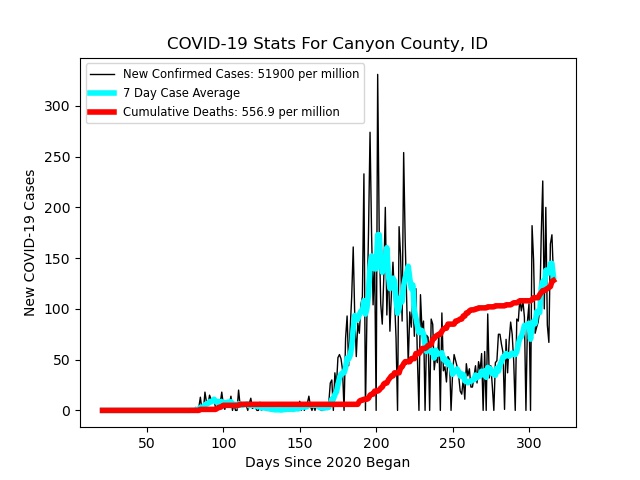 COVID-19 Stats For Canyon County, ID
New Confirmed Cases: 51900 per million
7 Day Case Average
Cumulative Deaths: 556.9 per million
New COVID-19 Cases
300
250
200
150
100
50
0
50 100 150 200 250 300
Days Since 2020 Began